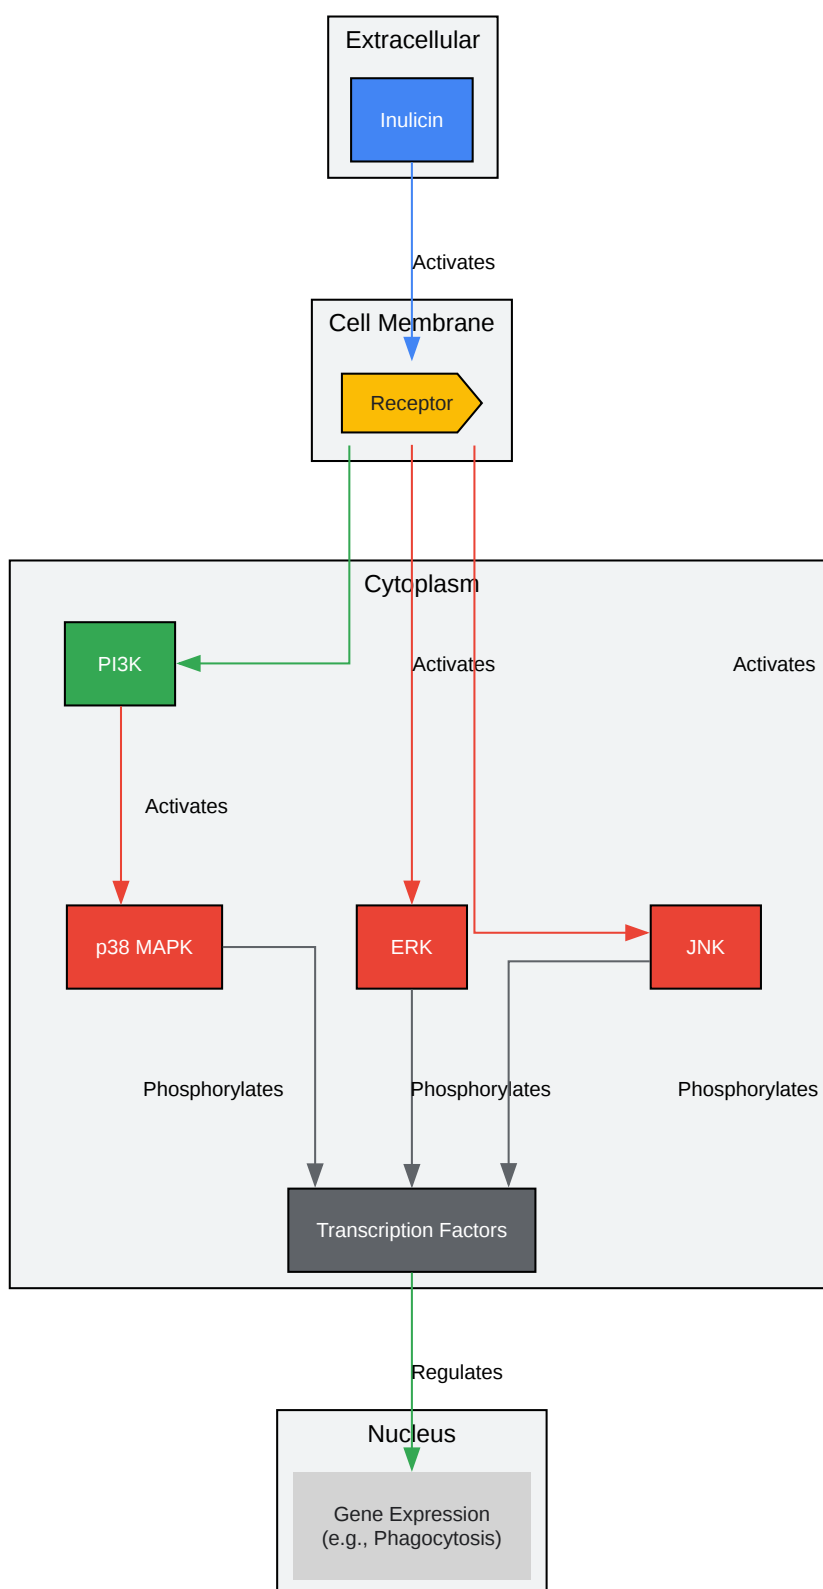 Extracellular
Inulicin
Activates
Cell Membrane
Receptor
Cytoplasm
PI3K
Activates
Activates
Activates
p38 MAPK
ERK
JNK
Phosphorylates
Phosphorylates
Phosphorylates
Transcription Factors
Regulates
Nucleus
Gene Expression
(e.g., Phagocytosis)